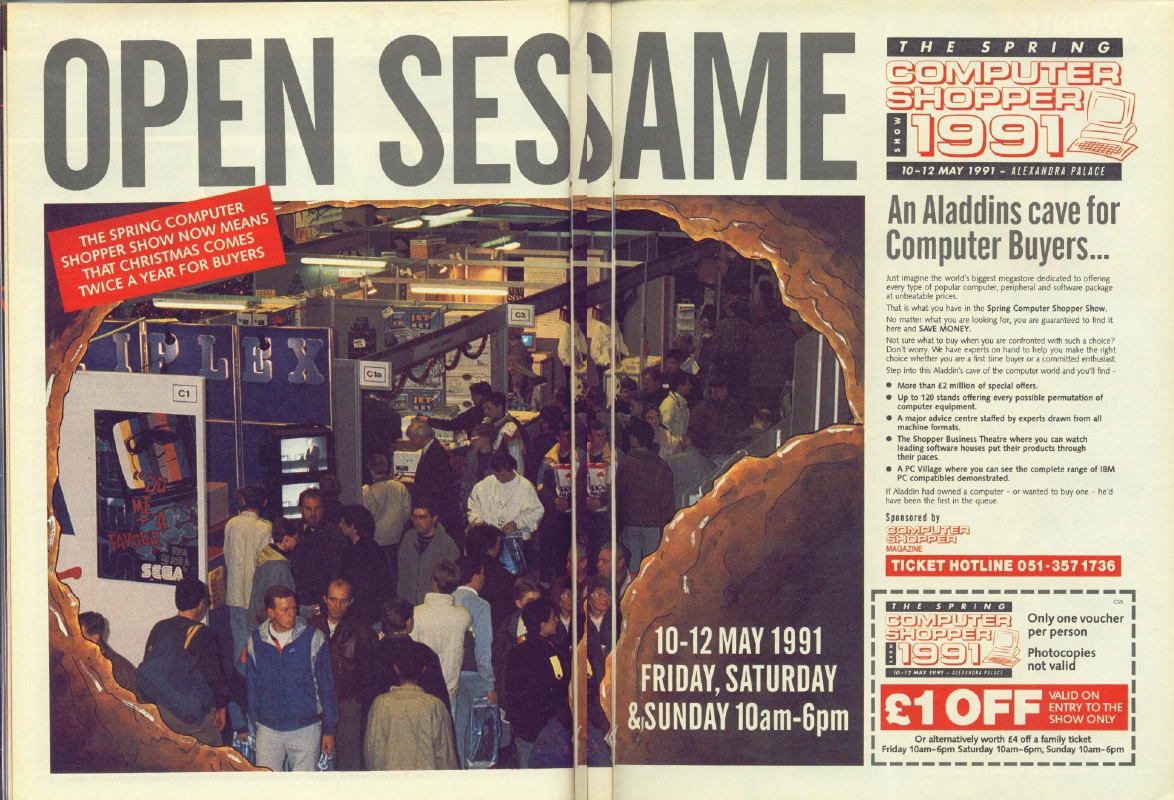 OPEN SESAME
THE SPRING COMPUTER
SHOPPER SHOW NOW MEANS
THAT CHRISTMAS COMES
TWICE A YEAR FOR BUYERS
C3
IPLEX
C1a
C1
JET
SET
DO
ME
A
FAVOUR
SEGA
10-12 MAY 1991
FRIDAY, SATURDAY
&SUNDAY 10am-6pm
THE SPRING
COMPUTER
SHOPPER
SHOW 1991
10-12 MAY 1991 - ALEXANDRA PALACE
An Aladdins cave for
Computer Buyers...
Just imagine the world's biggest megastore dedicated to offering
every type of popular computer, peripheral and software package
at unbeatable prices.
That is what you have in the Spring Computer Shopper Show.
No matter what you are looking for, you are guaranteed to find it
here and SAVE MONEY.
Not sure what to buy when you are confronted with such a choice?
Don't worry. We have experts on hand to help you make the right
choice whether you are a first time buyer or a committed enthusiast.
Step into this Aladdin's cave of the computer world and you'll find -
● More than £2 million of special offers.
● Up to 120 stands offering every possible permutation of
computer equipment.
● A major advice centre staffed by experts drawn from all
machine formats.
● The Shopper Business Theatre where you can watch
leading software houses put their products through
their paces.
● A PC Village where you can see the complete range of IBM
PC compatibles demonstrated.
If Aladdin had owned a computer - or wanted to buy one - he'd
have been the first in the queue.
Sponsored by
COMPUTER
SHOPPER
MAGAZINE
TICKET HOTLINE 051-357 1736
THE SPRING
COMPUTER
SHOPPER
SHOW 1991
10-12 MAY 1991 - ALEXANDRA PALACE
Only one voucher
per person
Photocopies
not valid
£1 OFF
VALID ON
ENTRY TO THE
SHOW ONLY
Or alternatively worth £4 off a family ticket
Friday 10am-6pm Saturday 10am-6pm, Sunday 10am-6pm